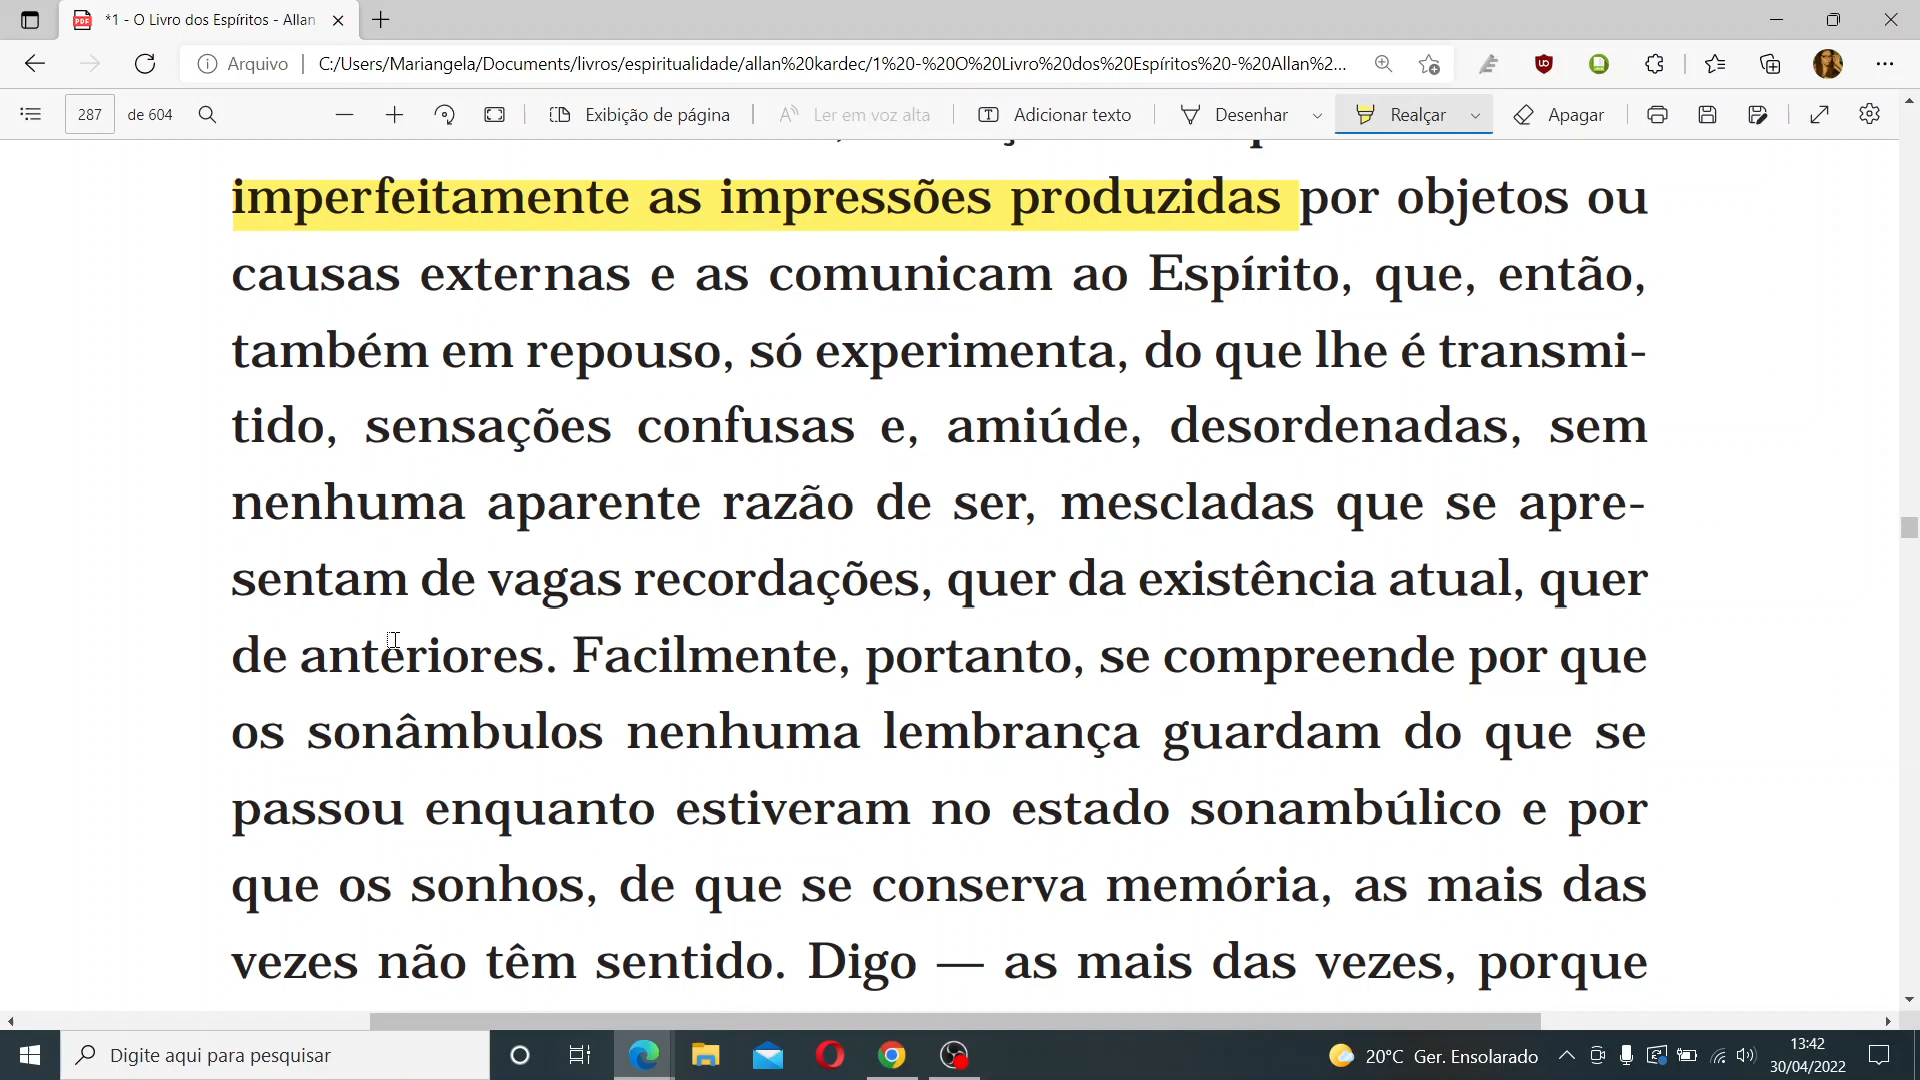 *1 - O Livro dos Espíritos - Allan
Arquivo
C:/Users/Mariangela/Documents/livros/espiritualidade/allan%20kardec/1%20-%20O%20Livro%20dos%20Espíritos%20-%20Allan%2...
287 de 604
Exibição de página
Ler em voz alta
Adicionar texto
Desenhar
Realçar
Apagar
imperfeitamente as impressões produzidas por objetos ou
causas externas e as comunicam ao Espírito, que, então,
também em repouso, só experimenta, do que lhe é transmi-
tido, sensações confusas e, amiúde, desordenadas, sem
nenhuma aparente razão de ser, mescladas que se apre-
sentam de vagas recordações, quer da existência atual, quer
de anteriores. Facilmente, portanto, se compreende por que
os sonâmbulos nenhuma lembrança guardam do que se
passou enquanto estiveram no estado sonambúlico e por
que os sonhos, de que se conserva memória, as mais das
vezes não têm sentido. Digo — as mais das vezes, porque
Digite aqui para pesquisar
20°C Ger. Ensolarado
13:42
30/04/2022